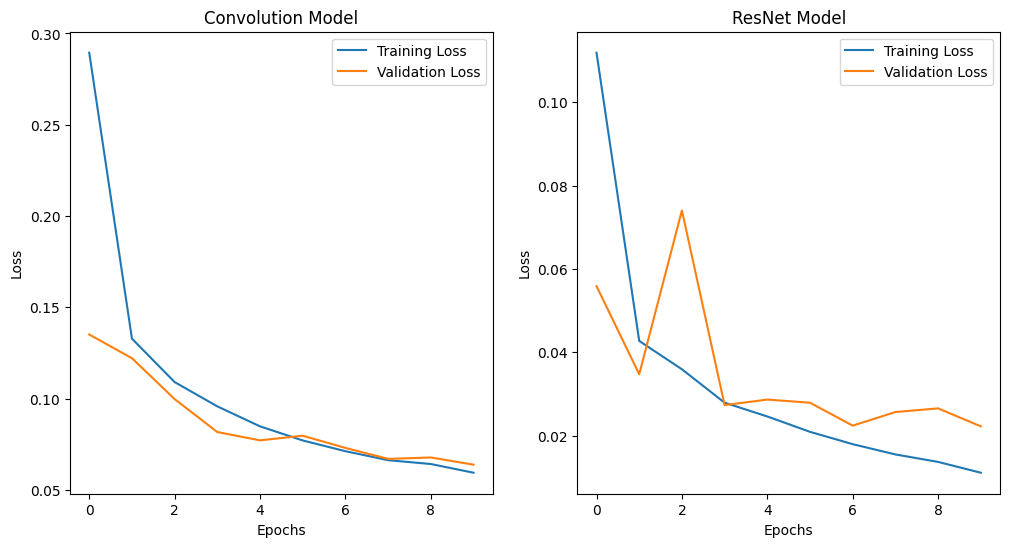 Convolution Model
0.30
0.25
0.20
0.15
0.10
0.05
Loss
0 2 4 6 8
Epochs
Training Loss
Validation Loss
ResNet Model
0.10
0.08
0.06
0.04
0.02
Loss
0 2 4 6 8
Epochs
Training Loss
Validation Loss